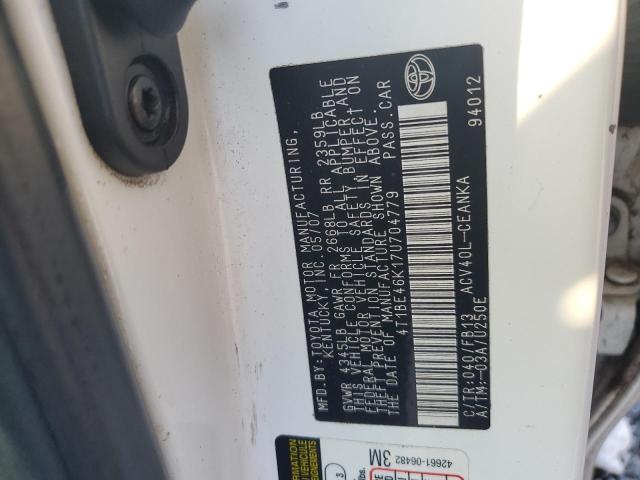 MFD.BY:TOYOTA MOTOR MANUFACTURING,
KENTUCKY, INC. 05/07
GVWR 4345LB GAWR FR 2668LB RR 2359LB
THIS VEHICLE CONFORMS TO ALL APPLICABLE
FEDERAL MOTOR VEHICLE SAFETY, BUMPER,AND
THEFT PREVENTION STANDARDS IN EFFECT ON
THE DATE OF MANUFACTURE SHOWN ABOVE.
4T1BE46K17U704779 PASS.CAR
C/TR:040/FB13 ACV40L-CEANKA
A/TM:-03A/U250E 94012
42661-06482
3M